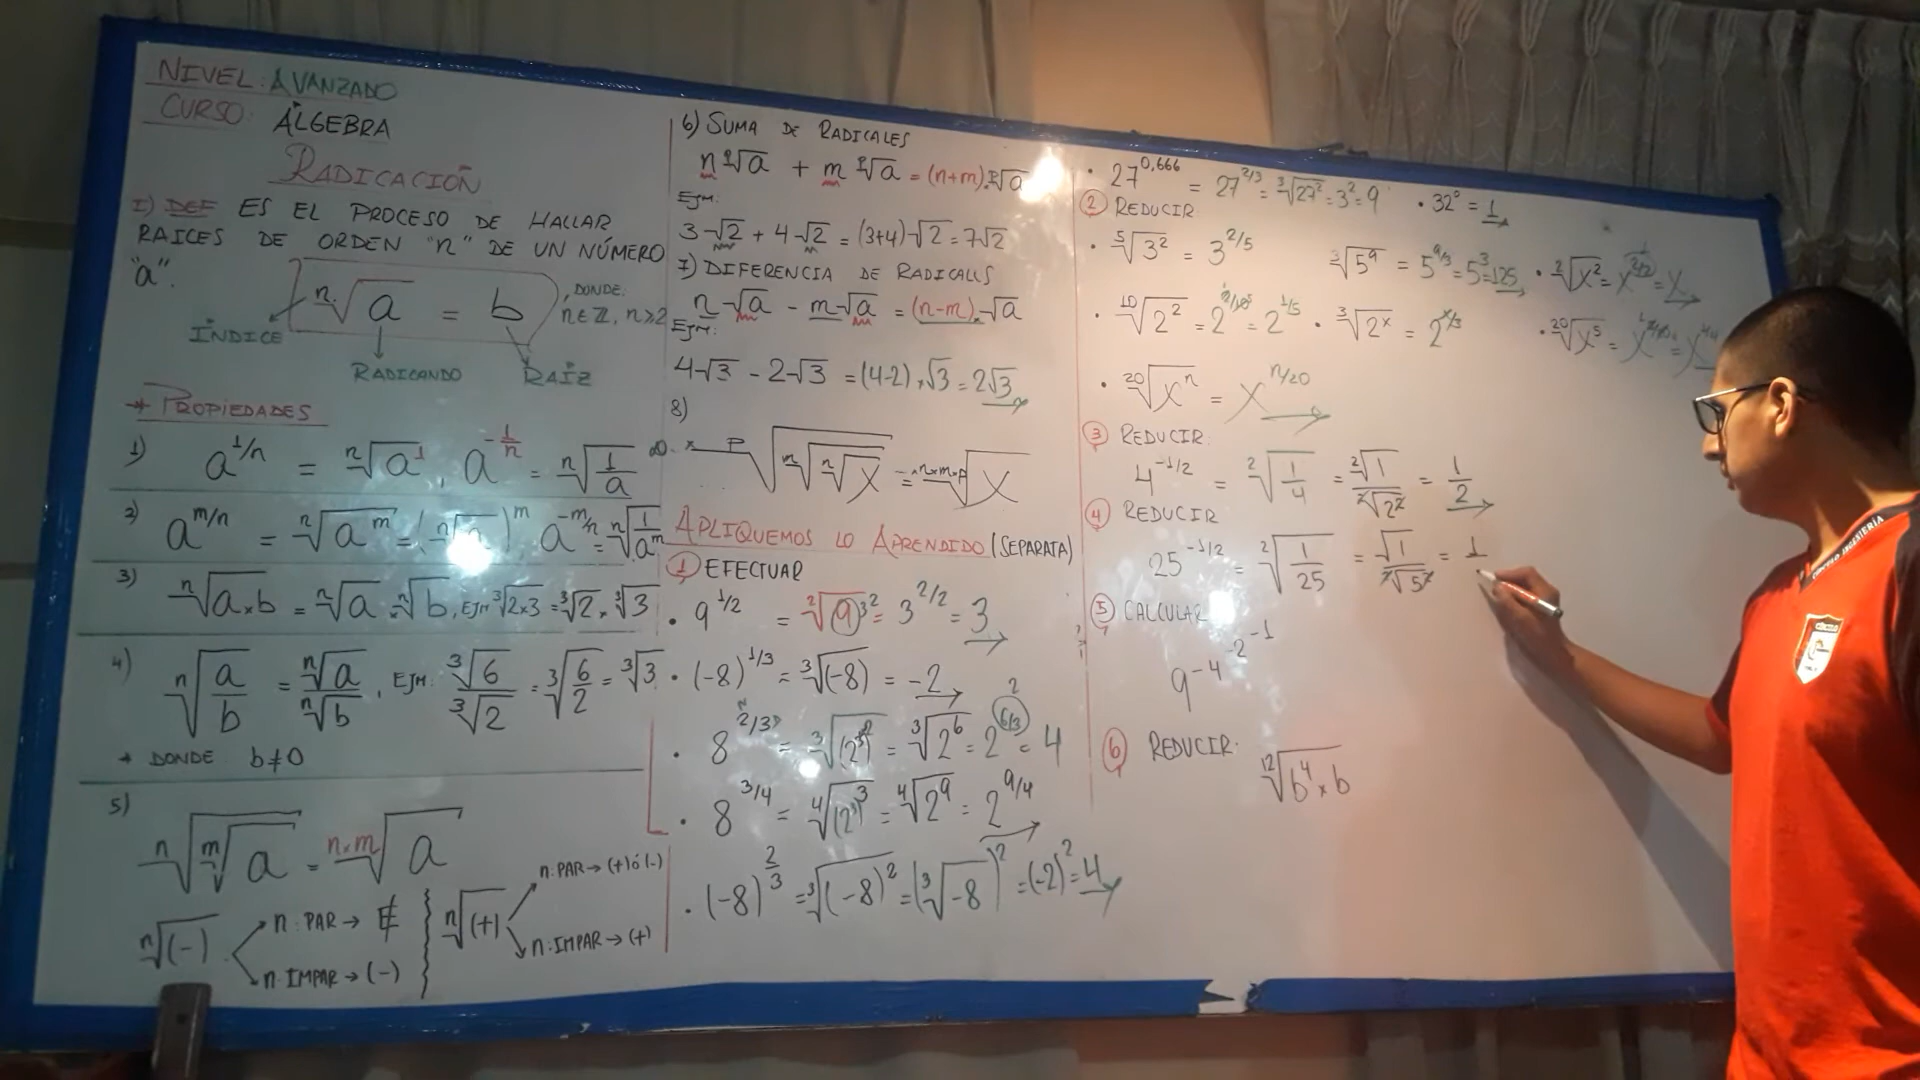 NIVEL: AVANZADO
CURSO: ÁLGEBRA
RADICACIÓN
I) DEF ES EL PROCESO DE HALLAR
RAICES DE ORDEN "n" DE UN NÚMERO
"a".
ⁿ√a = b , DONDE: n∈ℤ, n≥2
ÍNDICE
RADICANDO
RAÍZ
→ PROPIEDADES
1) a^(1/n) = ⁿ√a¹ , a^(-1/n) = ⁿ√(1/a)
2) a^(m/n) = ⁿ√(a^m) = (ⁿ√a)^m a^(-m/n) = ⁿ√(1/a^m)
3) ⁿ√(a×b) = ⁿ√a × ⁿ√b , EJM ³√(2×3) = ³√2 × ³√3
4) ⁿ√(a/b) = ⁿ√a / ⁿ√b , EJM: ³√6 / ³√2 = ³√(6/2) = ³√3
→ DONDE b≠0
5) ⁿ√(ᵐ√a) = ⁿ·ᵐ√a
ⁿ√(-) n: PAR → ∄
n: IMPAR → (-)
ⁿ√(+) n: PAR → (+) ó (-)
n: IMPAR → (+)
6) SUMA DE RADICALES
n ᵖ√a + m ᵖ√a = (n+m).ᵖ√a
EJM:
3√2 + 4√2 = (3+4)√2 = 7√2
7) DIFERENCIA DE RADICALES
n√a - m√a = (n-m).√a
EJM:
4√3 - 2√3 = (4-2).√3 = 2√3
8)
ᵖ√(ᵐ√(ⁿ√x)) = ⁿ·ᵐ·ᵖ√x
APLIQUEMOS LO APRENDIDO (SEPARATA)
① EFECTUAR
• 9^(1/2) = ²√(9) 3² = 3^(2/2) = 3
• (-8)^(1/3) = ³√(-8) = -2
• 8^(2/3) = ³√(2³)² = ³√2⁶ = 2^(6/3) = 4
• 8^(3/4) = ⁴√(2³)³ = ⁴√2⁹ = 2^(9/4)
• (-8)^(2/3) = ³√(-8)² = (³√-8)² = (-2)² = 4
• 27^0,666 = 27^(2/3) = ³√27² = 3² = 9 • 32⁰ = 1
② REDUCIR
• ⁵√3² = 3^(2/5) ³√5⁹ = 5^(9/3) = 5³ = 125 • ²√x² = x^(2/2) = x
• ¹⁰√2² = 2^(2/10) = 2^(1/5) • ³√2^x = 2^(x/3) • ²⁰√x⁵ =
• ²⁰√xⁿ = x^(n/20)
③ REDUCIR:
4^(-1/2) = ²√(1/4) = ²√1 / ²√2² = 1/2
④ REDUCIR
25^(-1/2) = ²√(1/25) = √1 / ²√5² = 1
⑤ CALCULAR
9^-4^-2^-1
⑥ REDUCIR:
¹²√(b⁴×b)
CÍRCULO INGENIERÍA